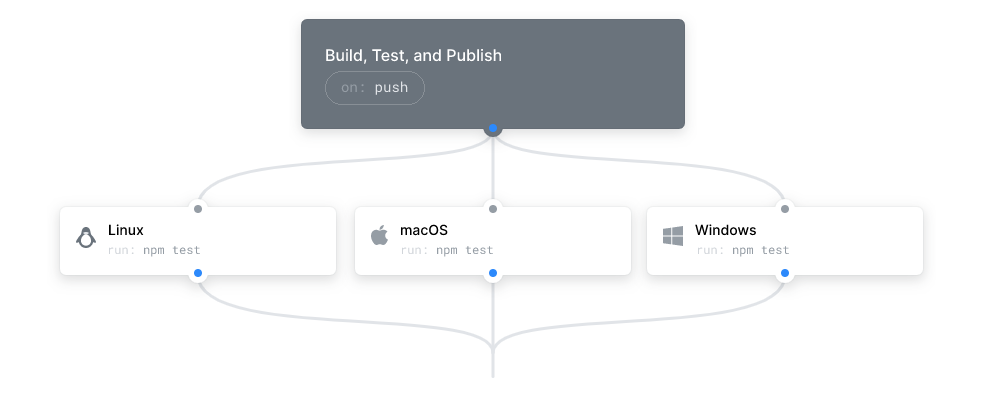 Build, Test, and Publish
on: push
Linux
run: npm test
macOS
run: npm test
Windows
run: npm test